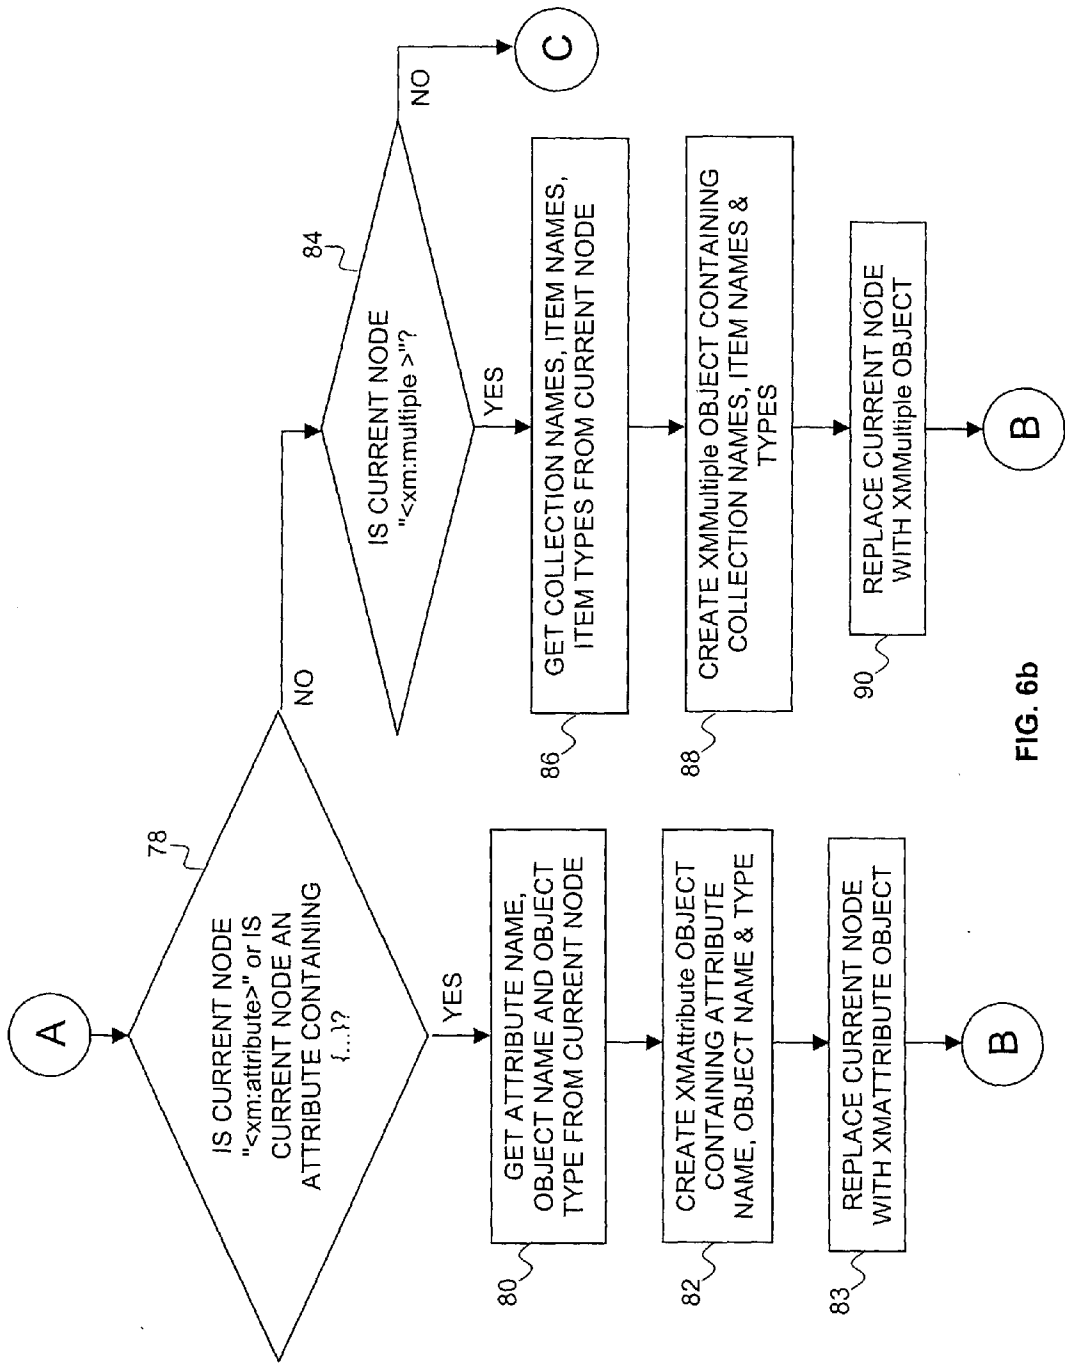 A
78
IS CURRENT NODE
"<xm:attribute>" or IS
CURRENT NODE AN
ATTRIBUTE CONTAINING
{...}?
NO
YES
80
GET ATTRIBUTE NAME,
OBJECT NAME AND OBJECT
TYPE FROM CURRENT NODE
82
CREATE XMAttribute OBJECT
CONTAINING ATTRIBUTE
NAME, OBJECT NAME & TYPE
83
REPLACE CURRENT NODE
WITH XMATTRIBUTE OBJECT
B
84
IS CURRENT NODE
"<xm:multiple >"?
NO
C
YES
86
GET COLLECTION NAMES, ITEM NAMES,
ITEM TYPES FROM CURRENT NODE
88
CREATE XMMultiple OBJECT CONTAINING
COLLECTION NAMES, ITEM NAMES &
TYPES
90
REPLACE CURRENT NODE
WITH XMMultiple OBJECT
B
FIG. 6b